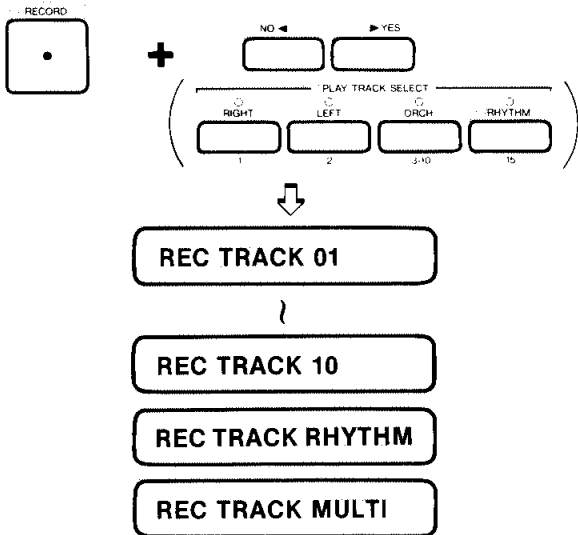 RECORD
NO ◄ ► YES
PLAY TRACK SELECT
RIGHT LEFT ORCH RHYTHM
1 2 3-10 15
REC TRACK 01
~
REC TRACK 10
REC TRACK RHYTHM
REC TRACK MULTI